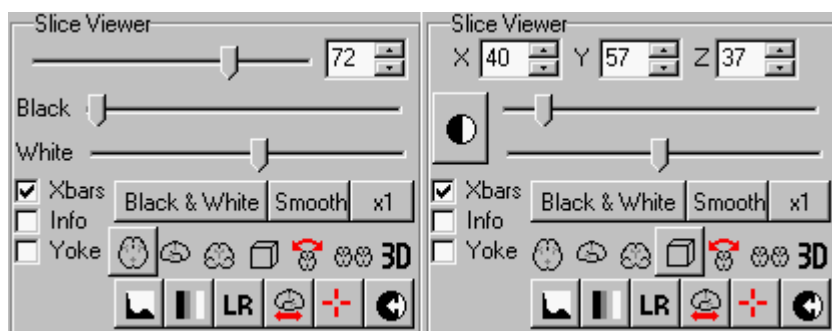 Slice Viewer
72
Black
White
Xbars
Info
Yoke
Black & White Smooth x1
3D
LR
Slice Viewer
X 40 Y 57 Z 37
Xbars
Info
Yoke
Black & White Smooth x1
3D
LR